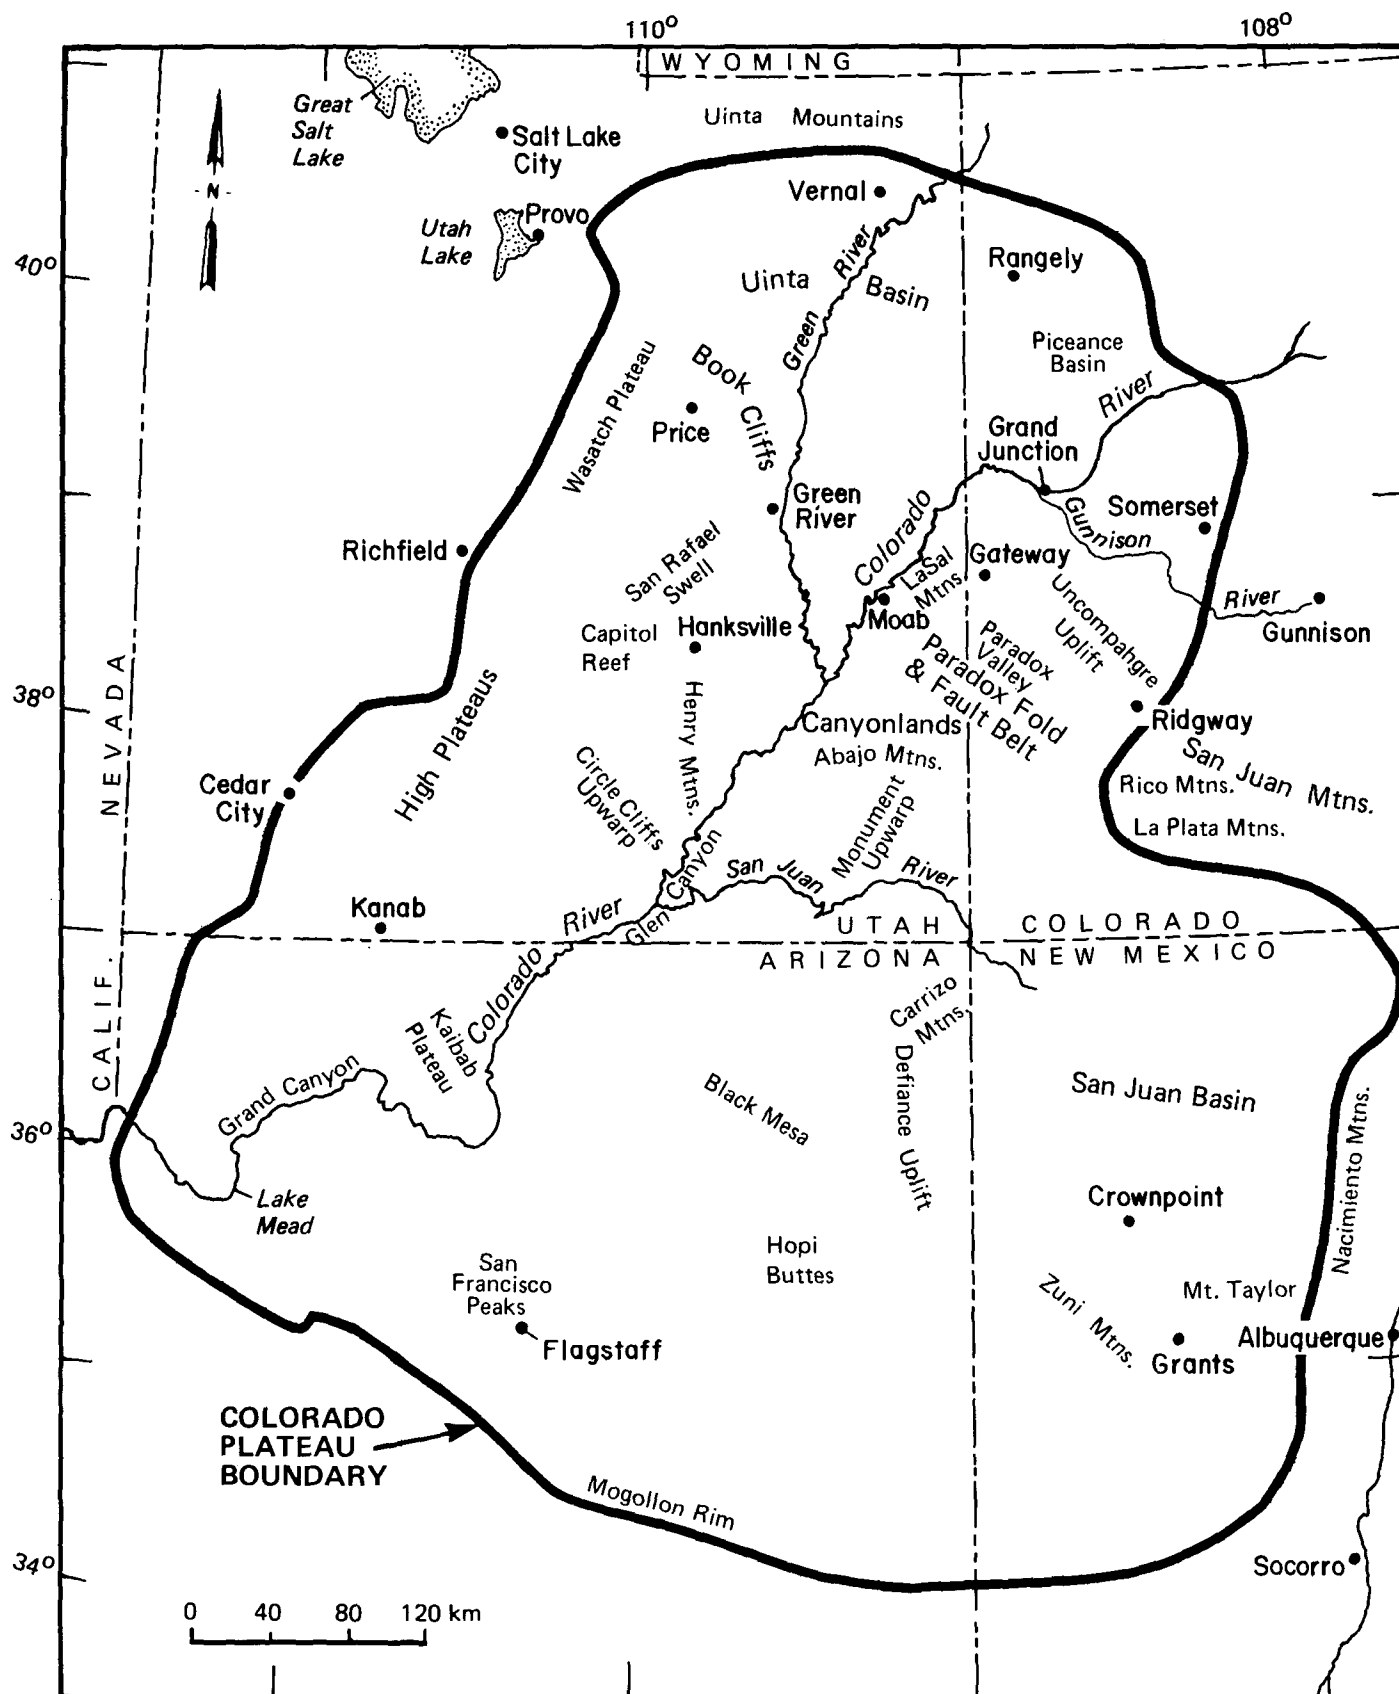 110°
108°
WYOMING
Great
Salt
Lake
Salt Lake
City
Uinta Mountains
N
Vernal
Utah
Lake
Provo
40°
Rangely
Uinta Basin
Green River
Piceance
Basin
Wasatch Plateau
Book Cliffs
Price
River
Grand
Junction
Green
River
Somerset
Colorado
Gunnison
River
Richfield
San Rafael
Swell
LaSal
Mtns.
Gateway
Moab
Uncompahgre
Uplift
Gunnison
Capitol
Reef
Hanksville
Paradox
Valley
Paradox Fold
& Fault Belt
NEVADA
38°
High Plateaus
Henry Mtns.
Canyonlands
Abajo Mtns.
Ridgway
San Juan Mtns.
Rico Mtns.
La Plata Mtns.
Cedar
City
Circle Cliffs
Upwarp
Monument
Upwarp
Glen Canyon
San Juan River
Kanab
Colorado River
UTAH
COLORADO
ARIZONA
NEW MEXICO
CALIF.
Carrizo
Mtns.
Kaibab
Plateau
Grand Canyon
Black Mesa
Defiance Uplift
San Juan Basin
Nacimiento Mtns.
36°
Lake
Mead
Crownpoint
San
Francisco
Peaks
Hopi
Buttes
Zuni Mtns.
Mt. Taylor
Flagstaff
Albuquerque
Grants
COLORADO
PLATEAU
BOUNDARY
Mogollon Rim
34°
Socorro
0 40 80 120 km